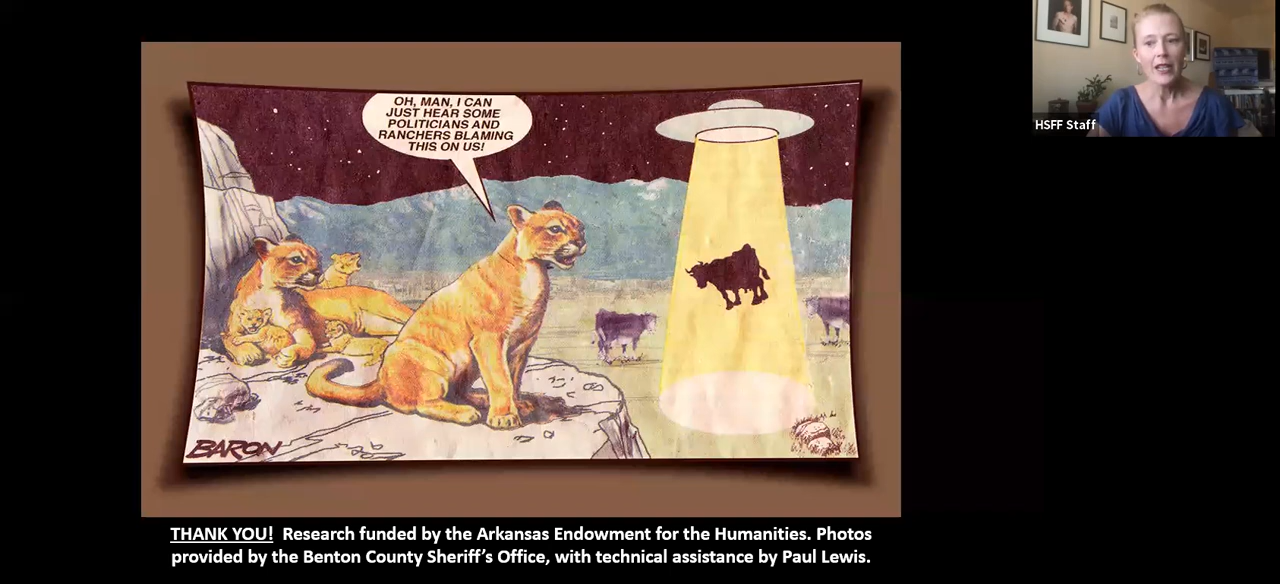 OH, MAN, I CAN
JUST HEAR SOME
POLITICIANS AND
RANCHERS BLAMING
THIS ON US!
HSFF Staff
BARON
THANK YOU! Research funded by the Arkansas Endowment for the Humanities. Photos
provided by the Benton County Sheriff’s Office, with technical assistance by Paul Lewis.